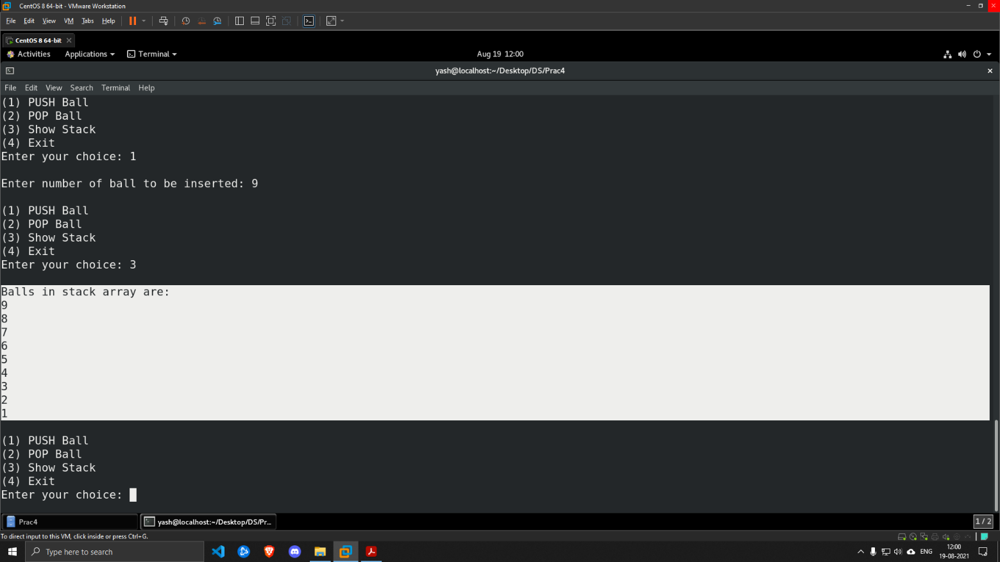 CentOS 8 64-bit - VMware Workstation
File Edit View VM Tabs Help
CentOS 8 64-bit
Activities Applications Terminal Aug 19 12:00
yash@localhost:~/Desktop/DS/Prac4
File Edit View Search Terminal Help
(1) PUSH Ball
(2) POP Ball
(3) Show Stack
(4) Exit
Enter your choice: 1
Enter number of ball to be inserted: 9
(1) PUSH Ball
(2) POP Ball
(3) Show Stack
(4) Exit
Enter your choice: 3
Balls in stack array are:
9
8
7
6
5
4
3
2
1
(1) PUSH Ball
(2) POP Ball
(3) Show Stack
(4) Exit
Enter your choice:
Prac4 yash@localhost:~/Desktop/DS/Pr... 1 / 2
To direct input to this VM, click inside or press Ctrl+G.
Type here to search ENG 12:00
19-08-2021